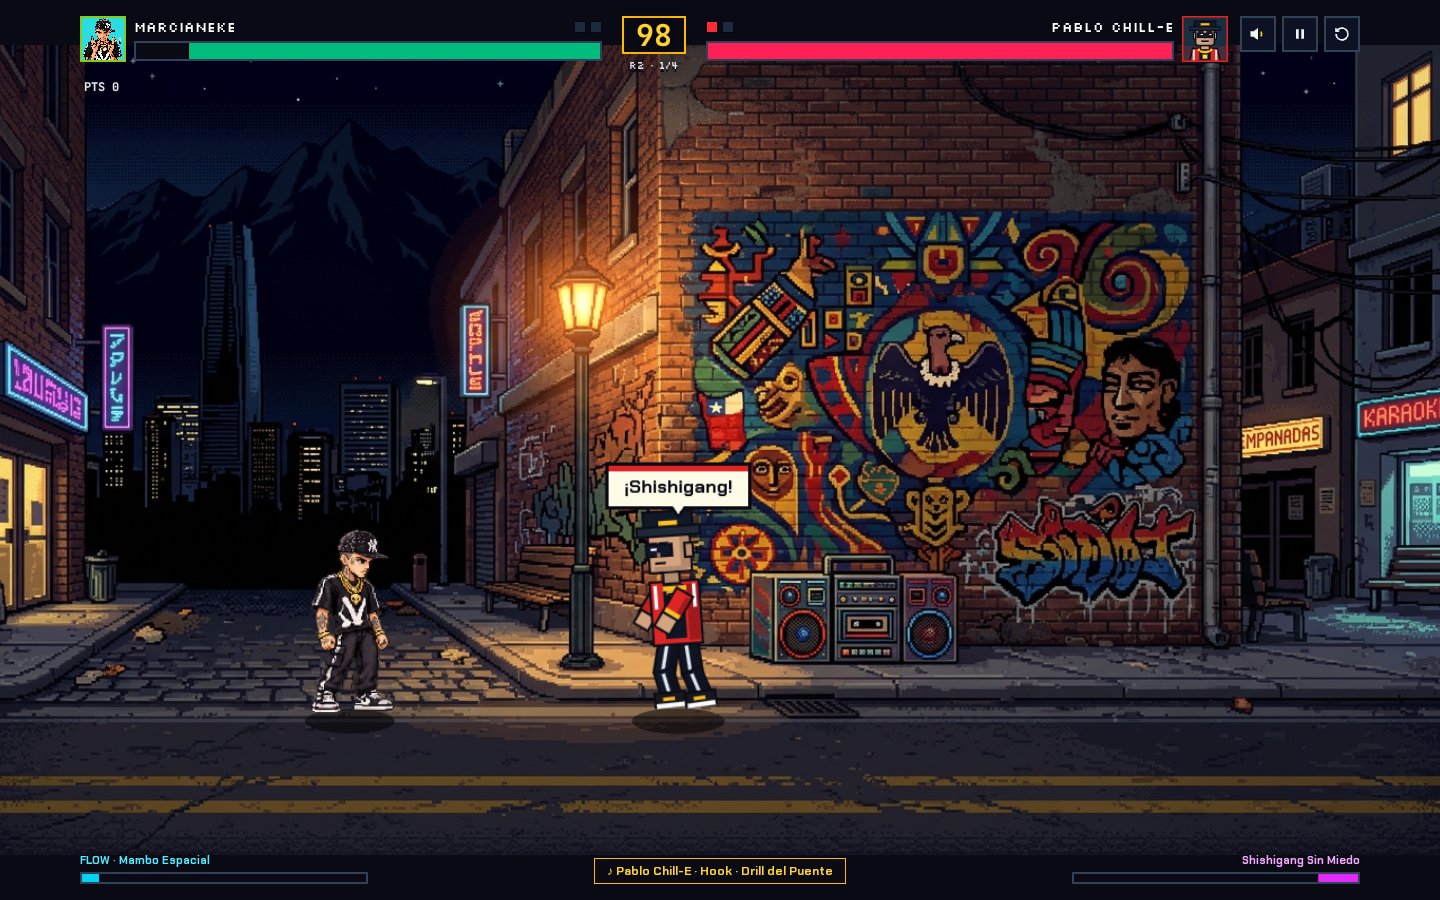 MARCIANEKE
98
PABLO CHILL-E
R2 · 1/4
PTS 0
EMPANADAS
KARAOK
¡Shishigang!
FLOW · Mambo Espacial
♪ Pablo Chill-E · Hook · Drill del Puente
Shishigang Sin Miedo